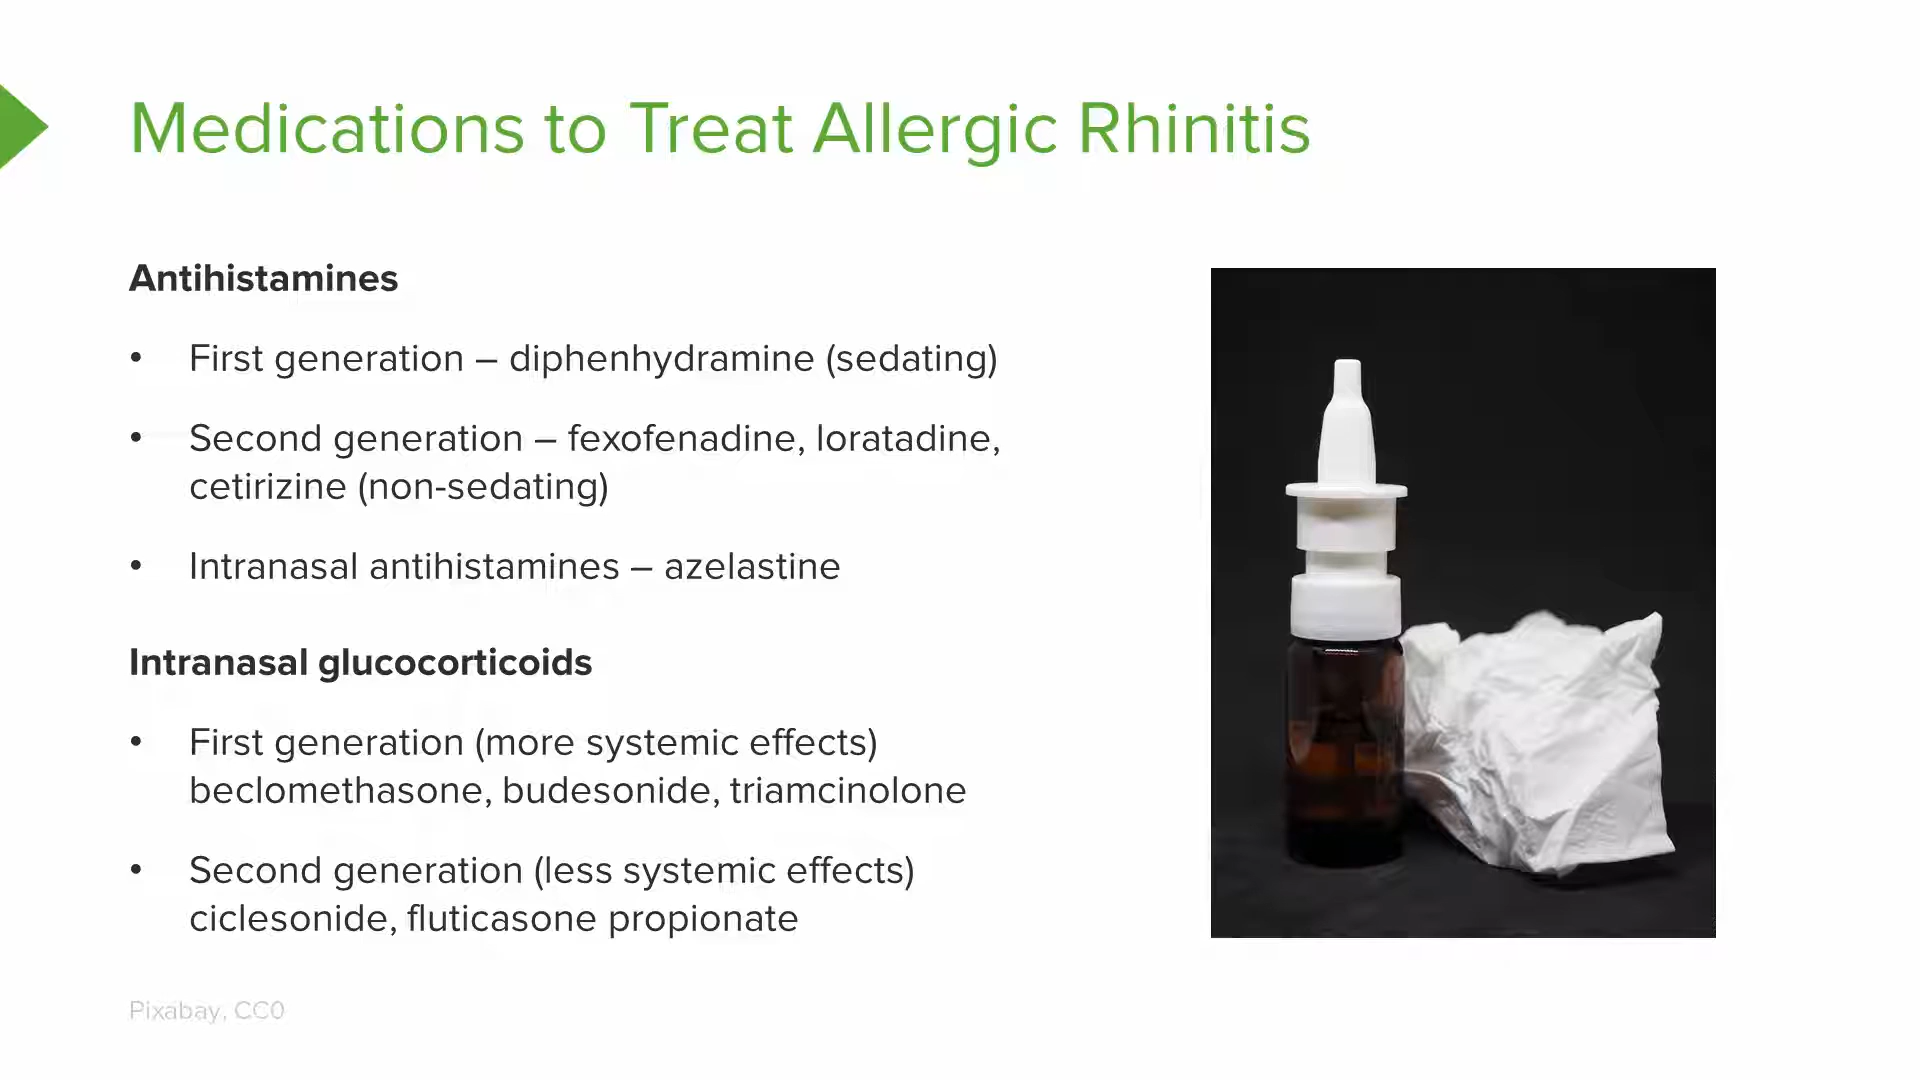 Medications to Treat Allergic Rhinitis
Antihistamines
• First generation – diphenhydramine (sedating)
• Second generation – fexofenadine, loratadine,
cetirizine (non-sedating)
• Intranasal antihistamines – azelastine
Intranasal glucocorticoids
• First generation (more systemic effects)
beclomethasone, budesonide, triamcinolone
• Second generation (less systemic effects)
ciclesonide, fluticasone propionate
Pixabay, CC0